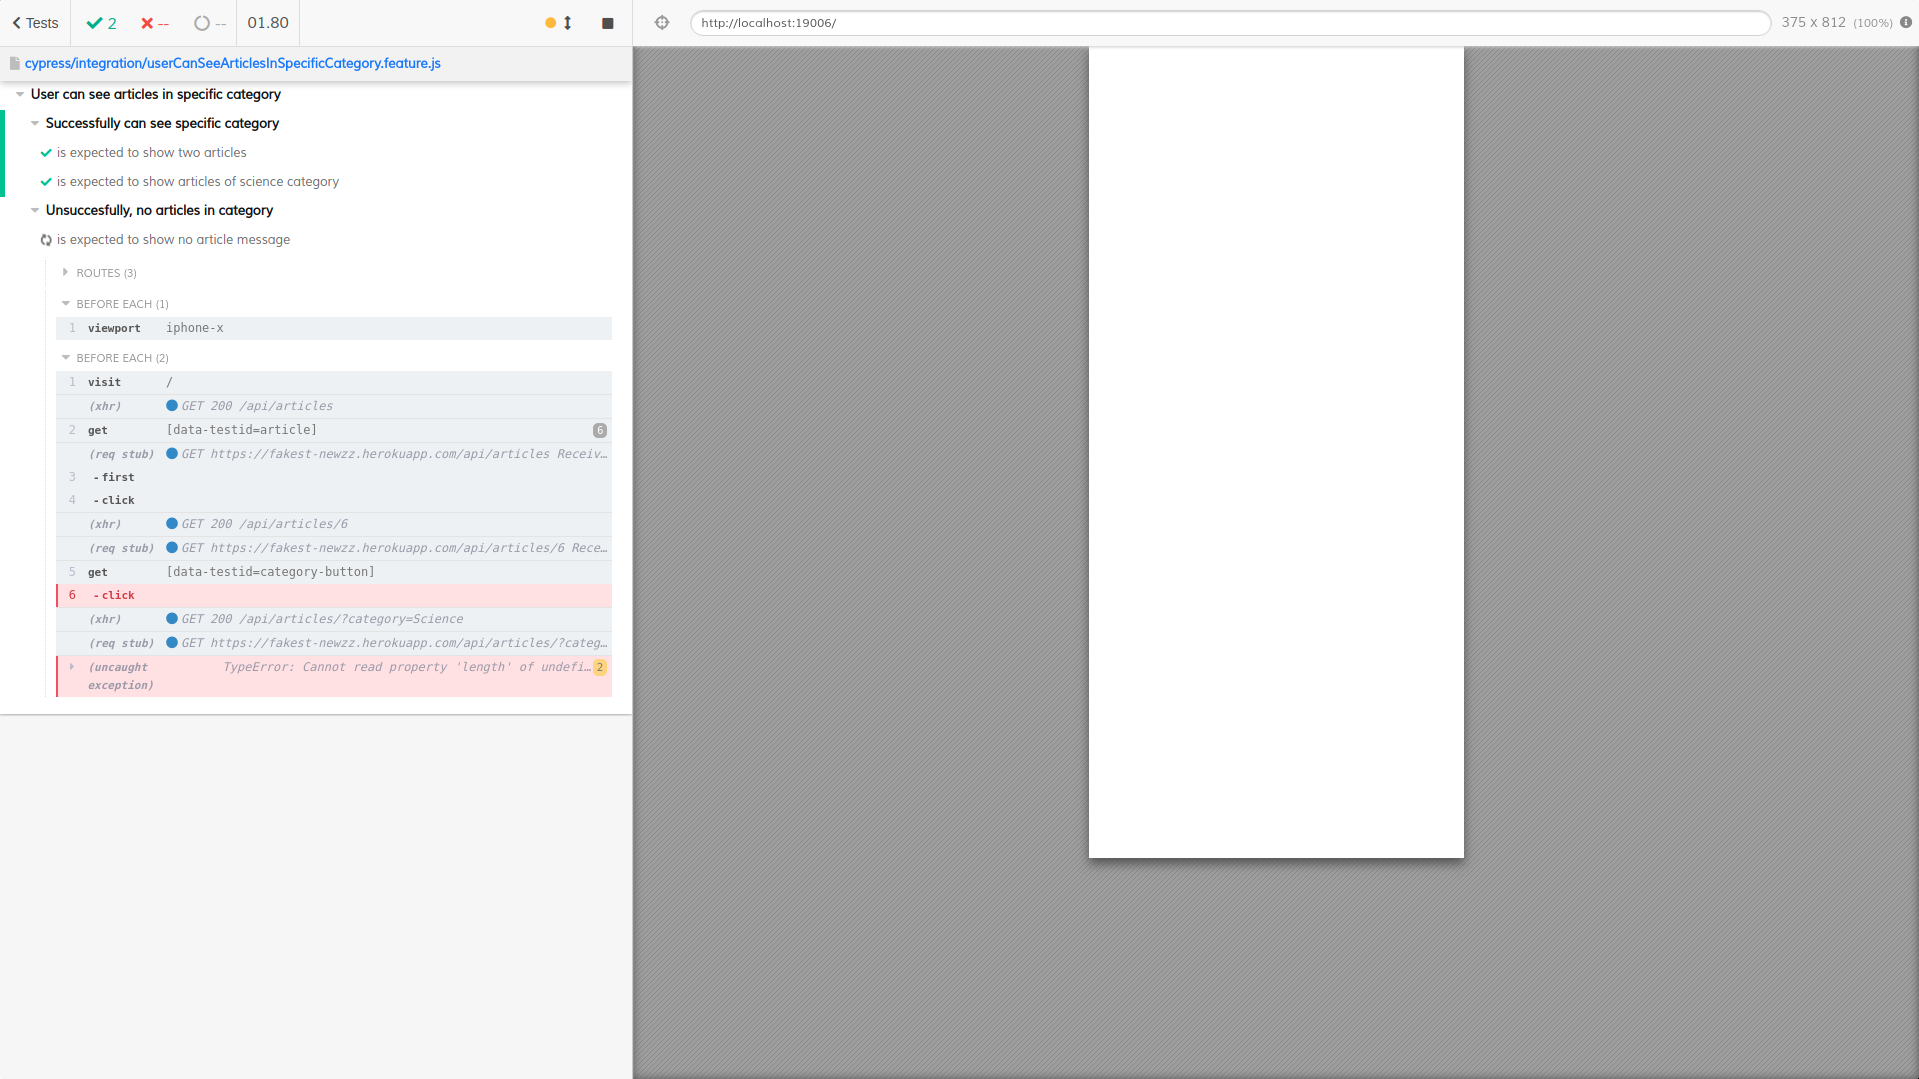 Tests 2 -- -- 01.80
http://localhost:19006/ 375 x 812 (100%)
cypress/integration/userCanSeeArticlesInSpecificCategory.feature.js
User can see articles in specific category
Successfully can see specific category
is expected to show two articles
is expected to show articles of science category
Unsuccesfully, no articles in category
is expected to show no article message
ROUTES (3)
BEFORE EACH (1)
1 viewport iphone-x
BEFORE EACH (2)
1 visit /
(xhr) GET 200 /api/articles
2 get [data-testid=article] 6
(req stub) GET https://fakest-newzz.herokuapp.com/api/articles Receiv…
3 -first
4 -click
(xhr) GET 200 /api/articles/6
(req stub) GET https://fakest-newzz.herokuapp.com/api/articles/6 Rece…
5 get [data-testid=category-button]
6 -click
(xhr) GET 200 /api/articles/?category=Science
(req stub) GET https://fakest-newzz.herokuapp.com/api/articles/?categ…
(uncaught TypeError: Cannot read property 'length' of undefi… 2
exception)